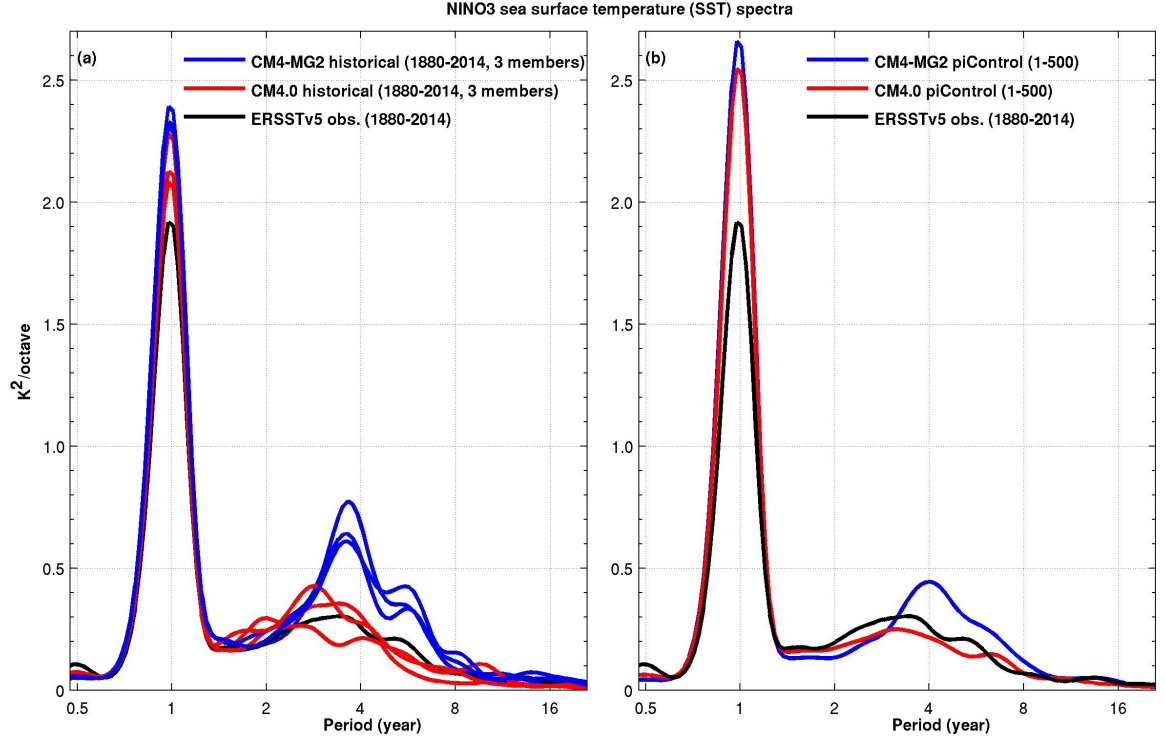 NINO3 sea surface temperature (SST) spectra
(a)
CM4-MG2 historical (1880-2014, 3 members)
CM4.0 historical (1880-2014, 3 members)
ERSSTv5 obs. (1880-2014)
K²/octave
2.5
2.0
1.5
1.0
0.5
0
0.5 1 2 4 8 16
Period (year)
(b)
CM4-MG2 piControl (1-500)
CM4.0 piControl (1-500)
ERSSTv5 obs. (1880-2014)
2.5
2.0
1.5
1.0
0.5
0
0.5 1 2 4 8 16
Period (year)